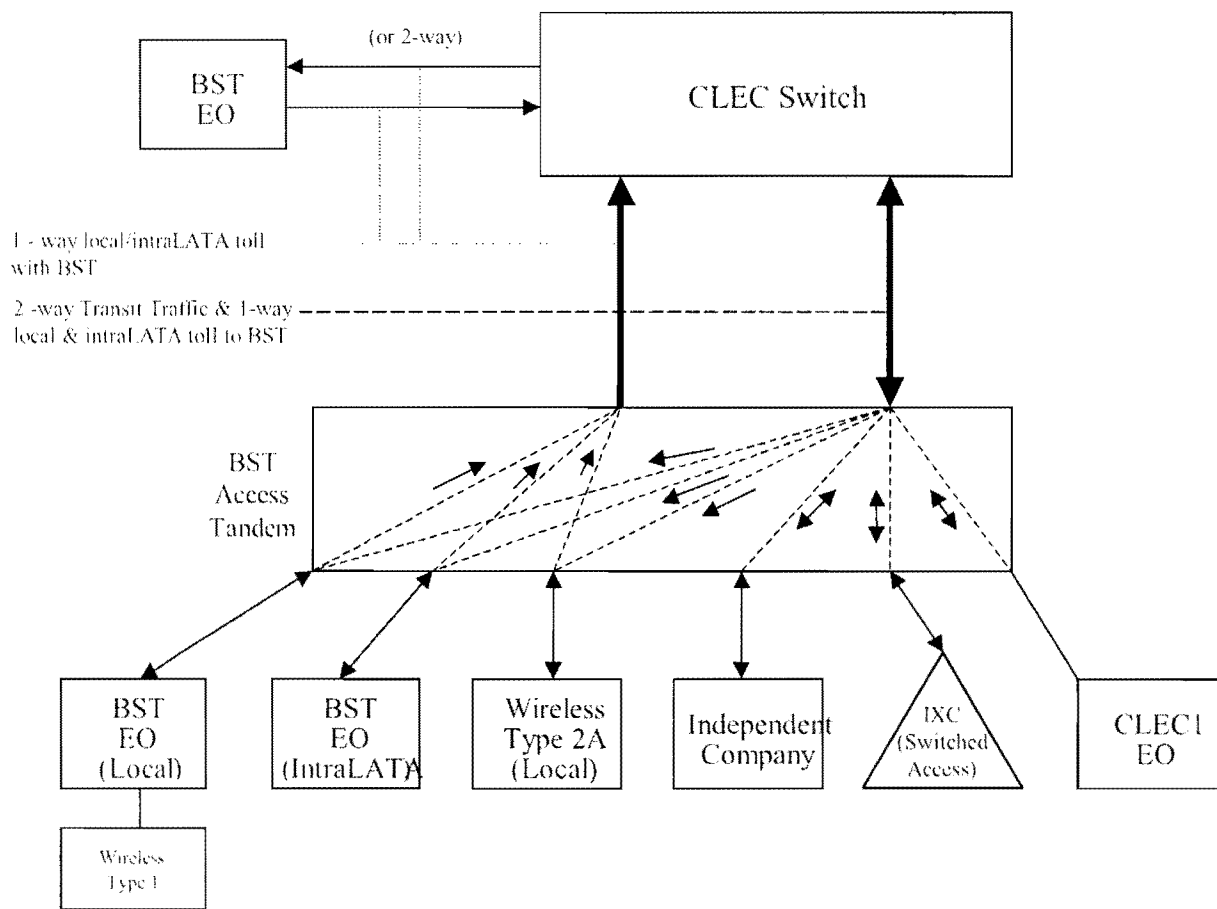 (or 2-way)
BST
EO
CLEC Switch
1 - way local/intraLATA toll
with BST
2 -way Transit Traffic & 1-way
local & intraLATA toll to BST
BST
Access
Tandem
BST
EO
(Local)
BST
EO
(IntraLATA)
Wireless
Type 2A
(Local)
Independent
Company
IXC
(Switched
Access)
CLEC1
EO
Wireless
Type 1